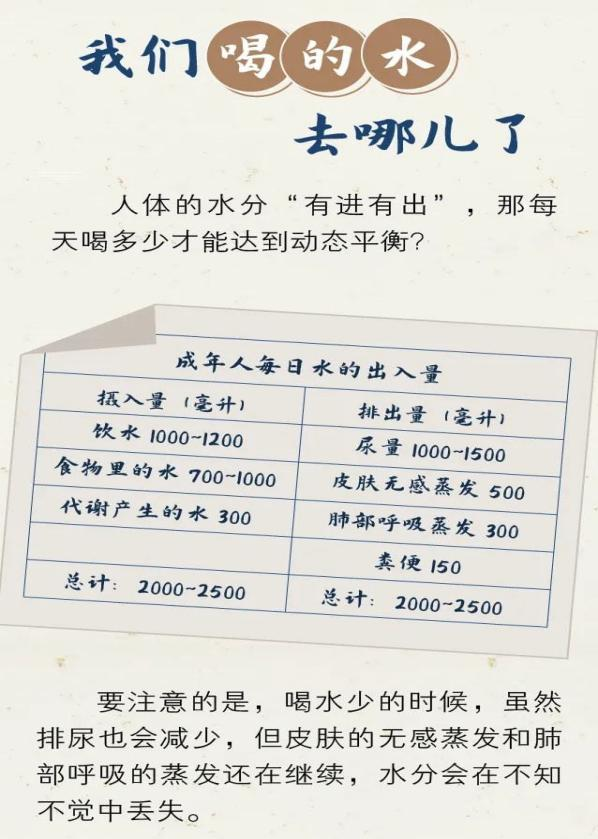 我们喝的水
去哪儿了
人体的水分“有进有出”，那每
天喝多少才能达到动态平衡?
成年人每日水的出入量
摄入量（毫升） 排出量（毫升）
饮水 1000~1200 尿量 1000~1500
食物里的水 700~1000 皮肤无感蒸发 500
代谢产生的水 300 肺部呼吸蒸发 300
粪便 150
总计： 2000~2500 总计： 2000~2500
要注意的是，喝水少的时候，虽然
排尿也会减少，但皮肤的无感蒸发和肺
部呼吸的蒸发还在继续，水分会在不知
不觉中丢失。